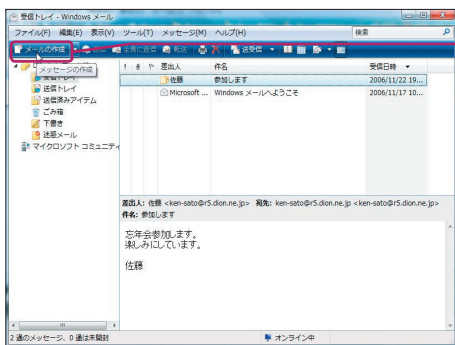 受信トレイ - Windows メール
ファイル(F) 編集(E) 表示(V) ツール(T) メッセージ(M) ヘルプ(H) 検索
メールの作成 全員に返信 転送 送受信
メッセージの作成
! 差出人 件名 受信日時
佐藤 参加します 2006/11/22 19...
Microsoft ... Windows メールへようこそ 2006/11/17 10...
送信トレイ
送信済みアイテム
ごみ箱
下書き
迷惑メール
マイクロソフト コミュニティ
差出人: 佐藤 <ken-sato@r5.dion.ne.jp> 宛先: ken-sato@r5.dion.ne.jp <ken-sato@r5.dion.ne.jp>
件名: 参加します
忘年会参加します。
楽しみにしています。
佐藤
2 通のメッセージ、0 通は未開封 オンライン中